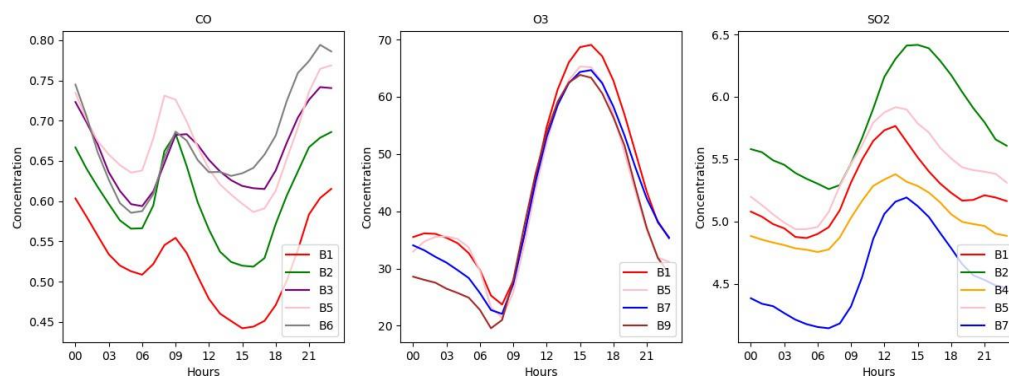 CO
Concentration
0.80
0.75
0.70
0.65
0.60
0.55
0.50
0.45
00 03 06 09 12 15 18 21
Hours
B1
B2
B3
B5
B6
O3
Concentration
70
60
50
40
30
20
00 03 06 09 12 15 18 21
Hours
B1
B5
B7
B9
SO2
Concentration
6.5
6.0
5.5
5.0
4.5
00 03 06 09 12 15 18 21
Hours
B1
B2
B4
B5
B7